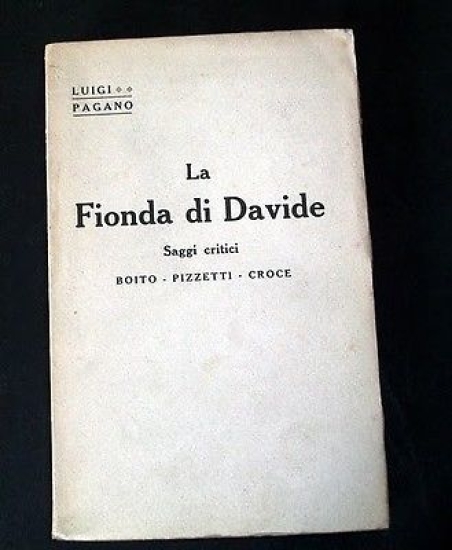 LUIGI
PAGANO
La
Fionda di Davide
Saggi critici
BOITO - PIZZETTI - CROCE